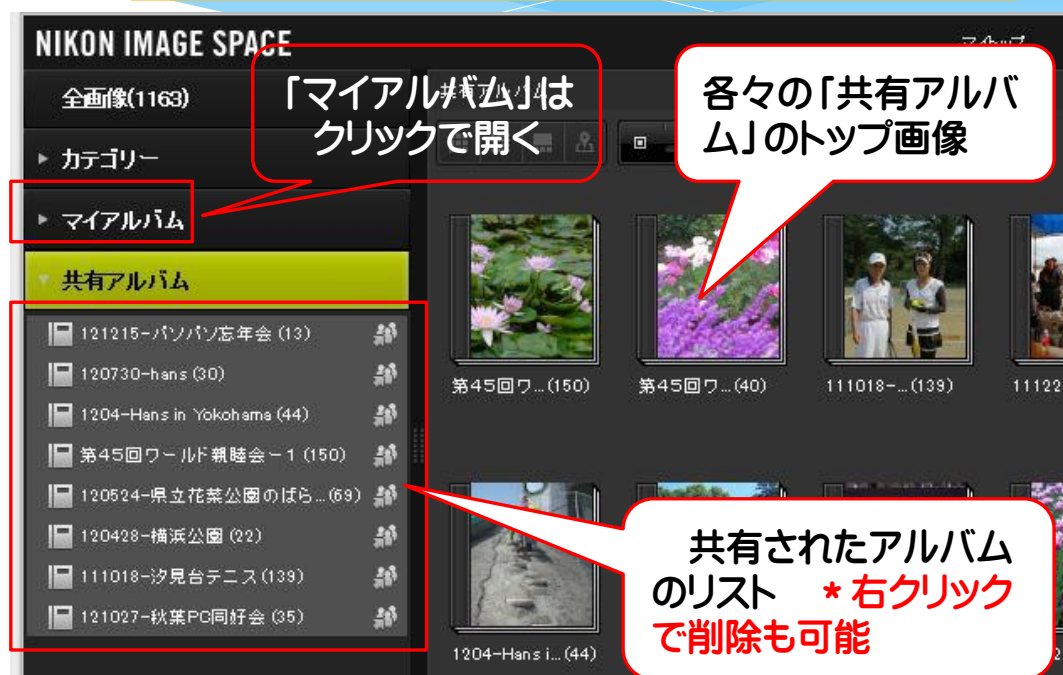 NIKON IMAGE SPACE
全画像(1163)
カテゴリー
マイアルバム
共有アルバム
121215-パソパソ忘年会 (13)
120730-hans (30)
1204-Hans in Yokohama (44)
第45回ワールド親睦会-1 (150)
120524-県立花菜公園のばら...(69)
120428-横浜公園 (22)
111018-汐見台テニス (139)
121027-秋葉PC同好会 (35)
「マイアルバム」は
クリックで開く
各々の「共有アルバ
ム」のトップ画像
第45回ワ...(150)
第45回ワ...(40)
111018-...(139)
11122
1204-Hans i...(44)
共有されたアルバム
のリスト *右クリック
で削除も可能